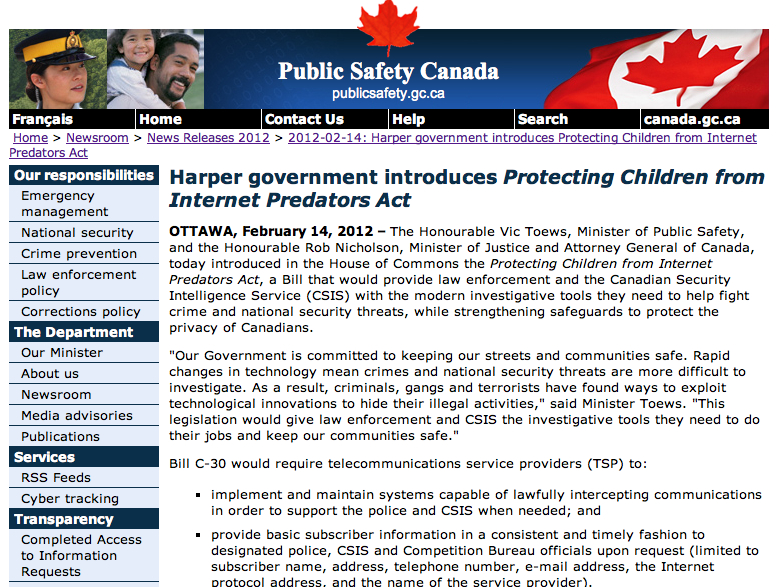 Public Safety Canada
publicsafety.gc.ca
Français
Home
Contact Us
Help
Search
canada.gc.ca
Home > Newsroom > News Releases 2012 > 2012-02-14: Harper government introduces Protecting Children from Internet
Predators Act
Our responsibilities
Emergency
management
National security
Crime prevention
Law enforcement
policy
Corrections policy
The Department
Our Minister
About us
Newsroom
Media advisories
Publications
Services
RSS Feeds
Cyber tracking
Transparency
Completed Access
to Information
Requests
Harper government introduces Protecting Children from
Internet Predators Act
OTTAWA, February 14, 2012 – The Honourable Vic Toews, Minister of Public Safety,
and the Honourable Rob Nicholson, Minister of Justice and Attorney General of Canada,
today introduced in the House of Commons the Protecting Children from Internet
Predators Act, a Bill that would provide law enforcement and the Canadian Security
Intelligence Service (CSIS) with the modern investigative tools they need to help fight
crime and national security threats, while strengthening safeguards to protect the
privacy of Canadians.
"Our Government is committed to keeping our streets and communities safe. Rapid
changes in technology mean crimes and national security threats are more difficult to
investigate. As a result, criminals, gangs and terrorists have found ways to exploit
technological innovations to hide their illegal activities," said Minister Toews. "This
legislation would give law enforcement and CSIS the investigative tools they need to do
their jobs and keep our communities safe."
Bill C-30 would require telecommunications service providers (TSP) to:
▪ implement and maintain systems capable of lawfully intercepting communications
in order to support the police and CSIS when needed; and
▪ provide basic subscriber information in a consistent and timely fashion to
designated police, CSIS and Competition Bureau officials upon request (limited to
subscriber name, address, telephone number, e-mail address, the Internet
protocol address, and the name of the service provider).